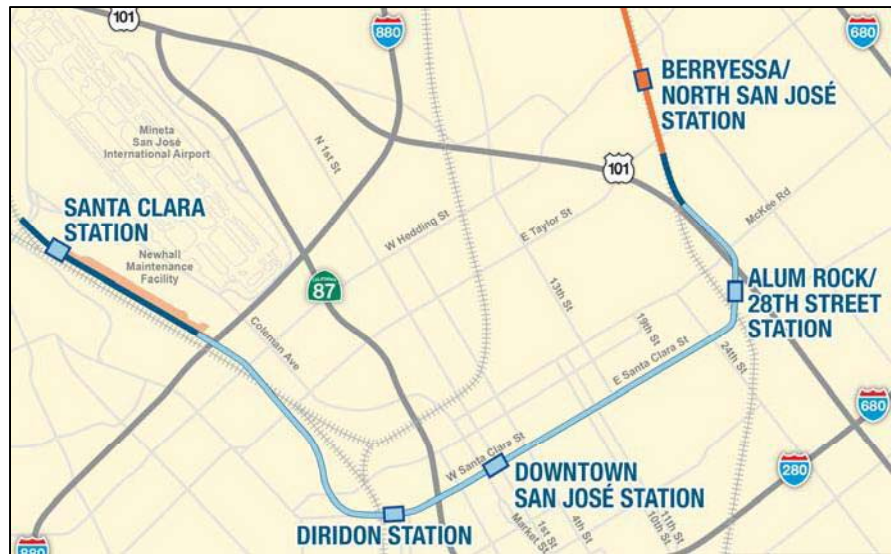 101
880
680
BERRYESSA/
NORTH SAN JOSÉ
STATION
Mineta
San José
International Airport
N 1st St
101
SANTA CLARA
STATION
Newhall
Maintenance
Facility
W Hedding St
E Taylor St
McKee Rd
CALIFORNIA
87
ALUM ROCK/
28TH STREET
STATION
Coleman Ave
13th St
19th St
24th St
E Santa Clara St
680
W Santa Clara St
280
DOWNTOWN
SAN JOSÉ STATION
DIRIDON STATION
Market St
1st St
4th St
10th St
11th St
880